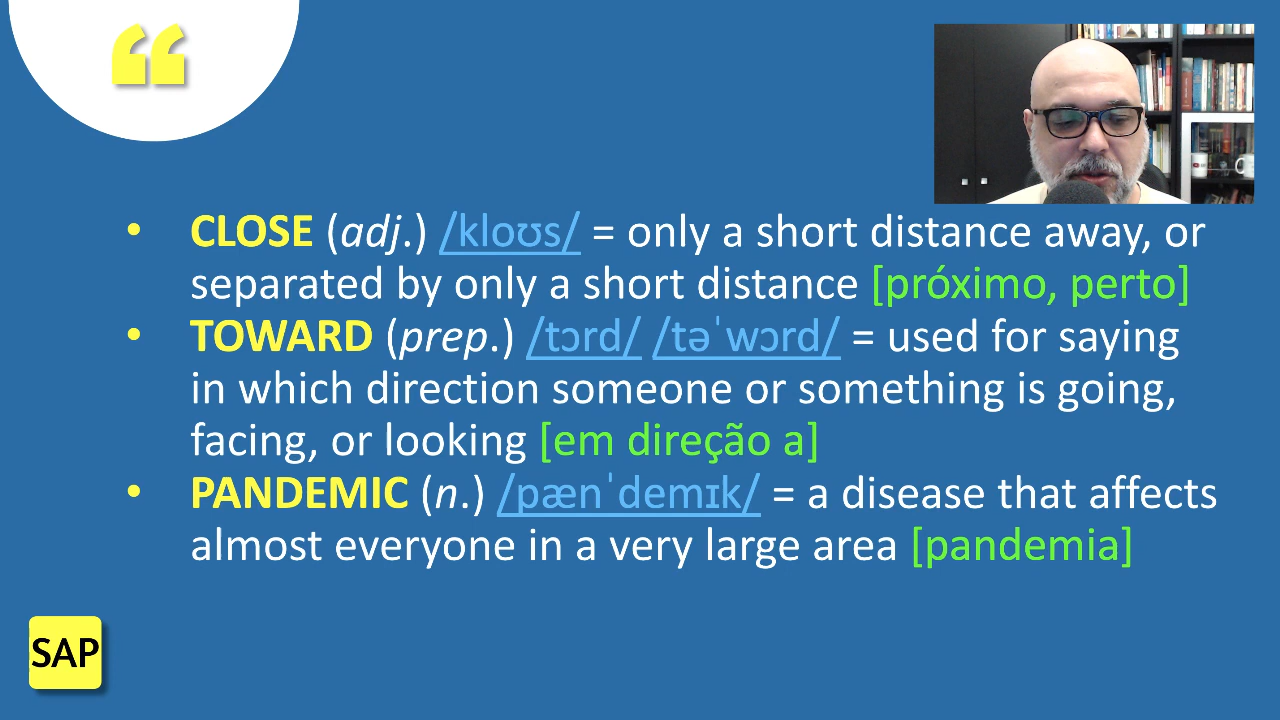 “
• CLOSE (adj.) /kloʊs/ = only a short distance away, or
separated by only a short distance [próximo, perto]
• TOWARD (prep.) /tɔrd/ /təˈwɔrd/ = used for saying
in which direction someone or something is going,
facing, or looking [em direção a]
• PANDEMIC (n.) /pænˈdemɪk/ = a disease that affects
almost everyone in a very large area [pandemia]
SAP